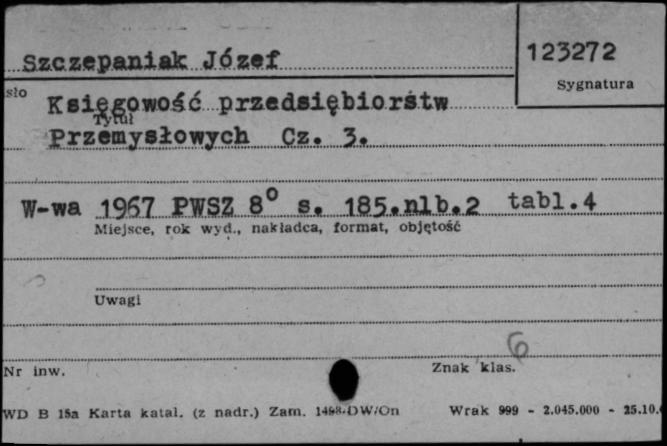 Szczepaniak Józef
123272
Sygnatura
sło
Księgowość przedsiębiorstw
Tytuł
Przemysłowych Cz. 3.
W-wa 1967 PWSZ 8° s. 185.nlb.2 tabl.4
Miejsce, rok wyd., nakładca, format, objętość
Uwagi
6
Nr inw.
Znak klas.
WD B 18a Karta katal. (z nadr.) Zam. 1498/DW/On Wrak 999 - 2.045.000 - 25.10.